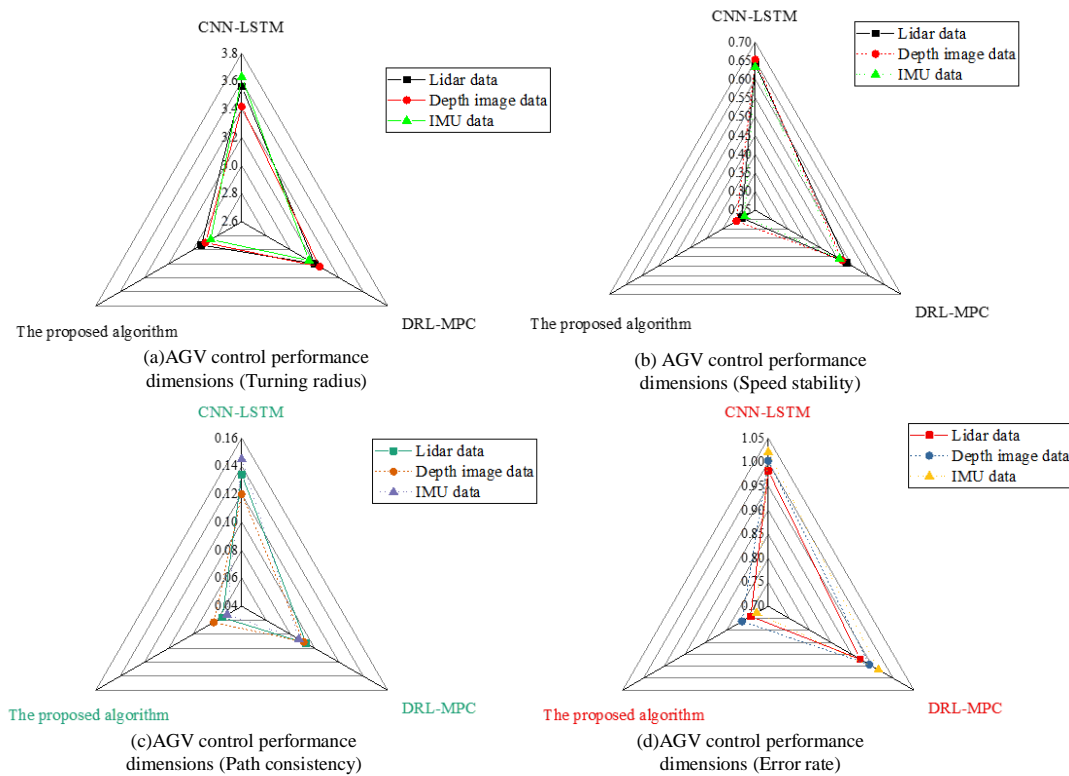 CNN-LSTM
3.8
3.6
3.4
3.2
3.0
2.8
2.6
Lidar data
Depth image data
IMU data
The proposed algorithm
DRL-MPC
(a)AGV control performance
dimensions (Turning radius)
CNN-LSTM
0.70
0.65
0.60
0.55
0.50
0.45
0.40
0.35
0.30
0.25
Lidar data
Depth image data
IMU data
The proposed algorithm
DRL-MPC
(b) AGV control performance
dimensions (Speed stability)
CNN-LSTM
0.16
0.14
0.12
0.10
0.08
0.06
0.04
Lidar data
Depth image data
IMU data
The proposed algorithm
DRL-MPC
(c)AGV control performance
dimensions (Path consistency)
CNN-LSTM
1.05
1.00
0.95
0.90
0.85
0.80
0.75
0.70
Lidar data
Depth image data
IMU data
The proposed algorithm
DRL-MPC
(d)AGV control performance
dimensions (Error rate)